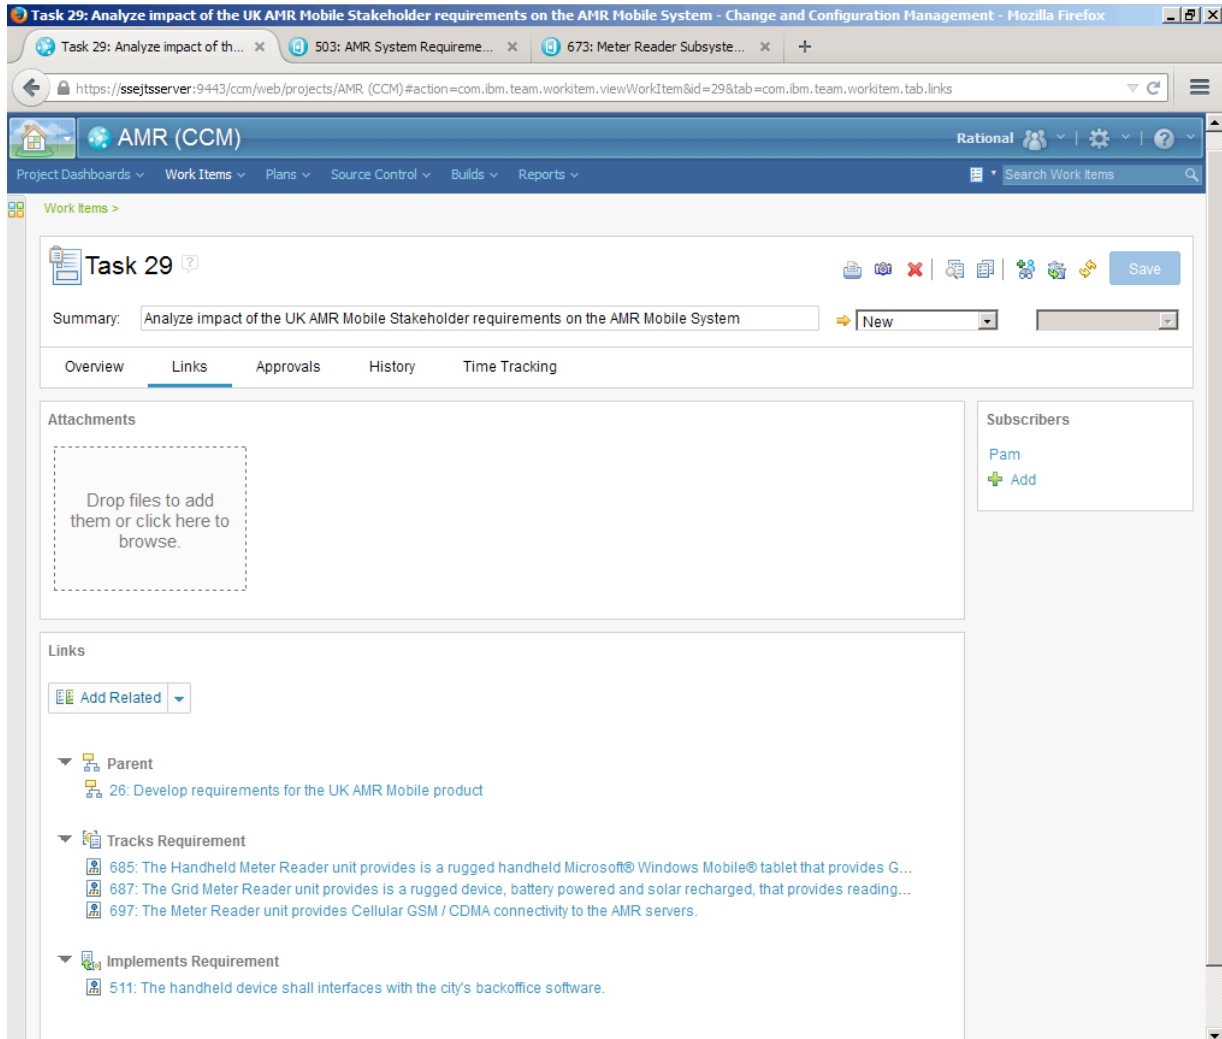 Task 29: Analyze impact of the UK AMR Mobile Stakeholder requirements on the AMR Mobile System - Change and Configuration Management - Mozilla Firefox
Task 29: Analyze impact of th...
503: AMR System Requireme...
673: Meter Reader Subsyste...
https://ssejtsserver:9443/ccm/web/projects/AMR (CCM)#action=com.ibm.team.workitem.viewWorkItem&id=29&tab=com.ibm.team.workitem.tab.links
AMR (CCM)
Rational
Project Dashboards Work Items Plans Source Control Builds Reports
Search Work Items
Work Items >
Task 29
Save
Summary: Analyze impact of the UK AMR Mobile Stakeholder requirements on the AMR Mobile System
New
Overview Links Approvals History Time Tracking
Attachments
Drop files to add
them or click here to
browse.
Subscribers
Pam
Add
Links
Add Related
Parent
26: Develop requirements for the UK AMR Mobile product
Tracks Requirement
685: The Handheld Meter Reader unit provides is a rugged handheld Microsoft® Windows Mobile® tablet that provides G...
687: The Grid Meter Reader unit provides is a rugged device, battery powered and solar recharged, that provides reading...
697: The Meter Reader unit provides Cellular GSM / CDMA connectivity to the AMR servers.
Implements Requirement
511: The handheld device shall interfaces with the city's backoffice software.